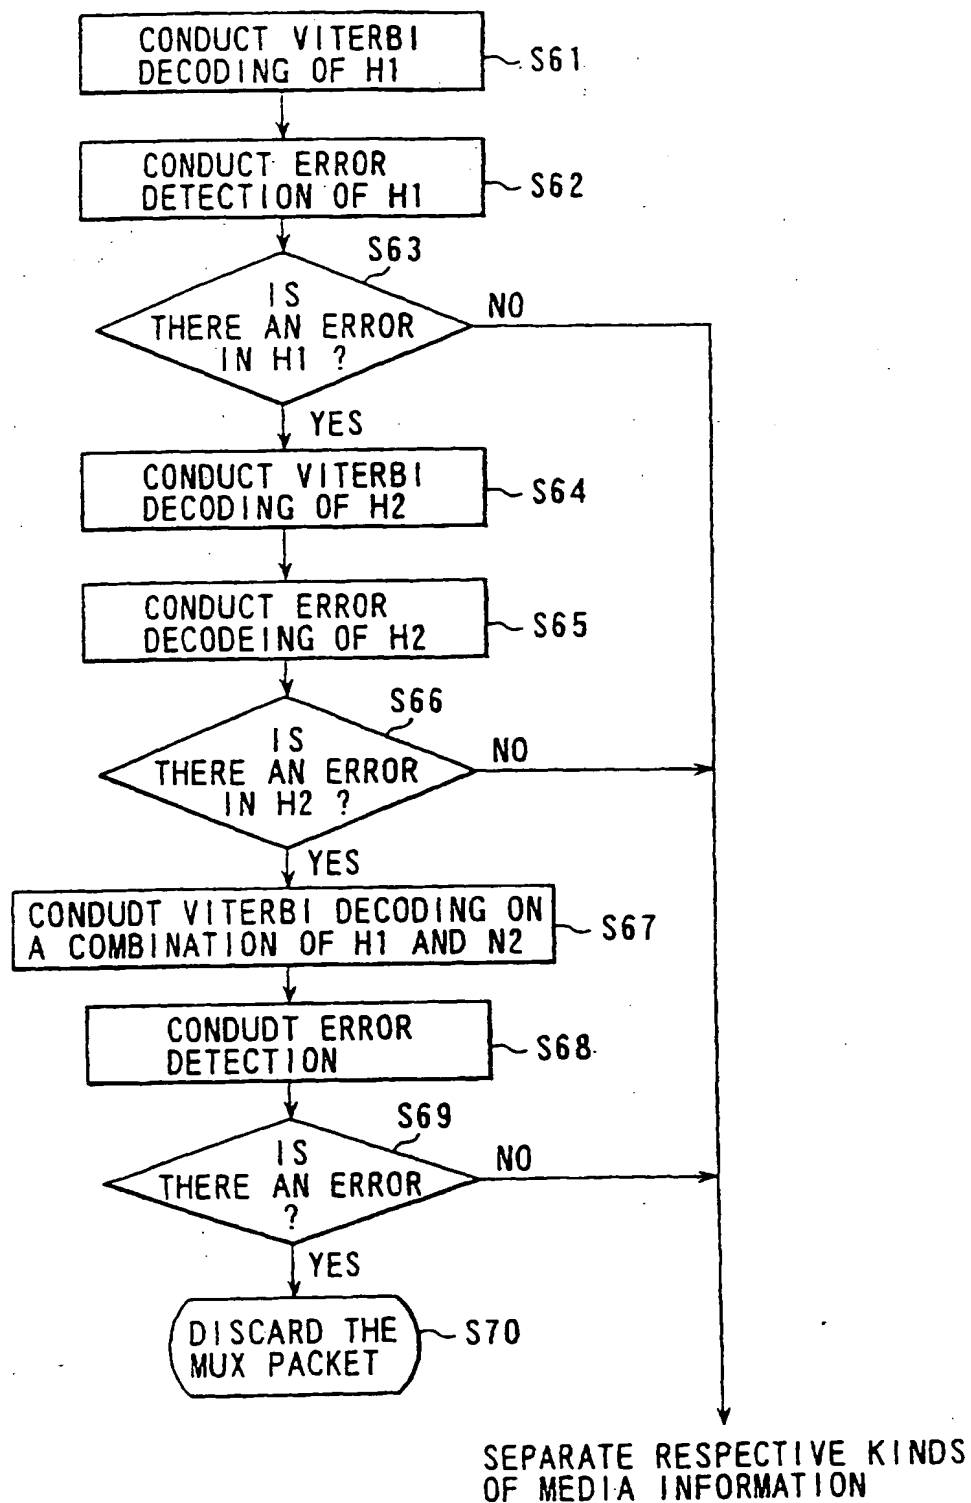 CONDUCT VITERBI
DECODING OF H1
S61
CONDUCT ERROR
DETECTION OF H1
S62
S63
IS
THERE AN ERROR
IN H1 ?
NO
YES
CONDUCT VITERBI
DECODING OF H2
S64
CONDUCT ERROR
DECODEING OF H2
S65
S66
IS
THERE AN ERROR
IN H2 ?
NO
YES
CONDUDT VITERBI DECODING ON
A COMBINATION OF H1 AND N2
S67
CONDUDT ERROR
DETECTION
S68
S69
IS
THERE AN ERROR
?
NO
YES
DISCARD THE
MUX PACKET
S70
SEPARATE RESPECTIVE KINDS
OF MEDIA INFORMATION